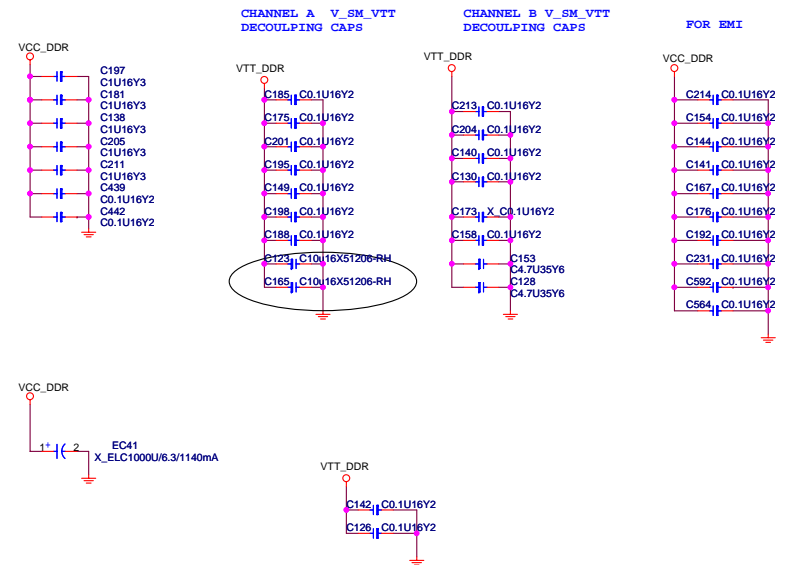 CHANNEL A V_SM_VTT
DECOULPING CAPS
CHANNEL B V_SM_VTT
DECOULPING CAPS
FOR EMI
VCC_DDR
C197
C1U16Y3
C181
C1U16Y3
C138
C1U16Y3
C205
C1U16Y3
C211
C1U16Y3
C439
C0.1U16Y2
C442
C0.1U16Y2
VTT_DDR
C185 C0.1U16Y2
C175 C0.1U16Y2
C201 C0.1U16Y2
C195 C0.1U16Y2
C149 C0.1U16Y2
C198 C0.1U16Y2
C188 C0.1U16Y2
C123 C10u16X51206-RH
C165 C10u16X51206-RH
VTT_DDR
C213 C0.1U16Y2
C204 C0.1U16Y2
C140 C0.1U16Y2
C130 C0.1U16Y2
C173 X_C0.1U16Y2
C158 C0.1U16Y2
C153
C4.7U35Y6
C128
C4.7U35Y6
VCC_DDR
C214 C0.1U16Y2
C154 C0.1U16Y2
C144 C0.1U16Y2
C141 C0.1U16Y2
C167 C0.1U16Y2
C176 C0.1U16Y2
C192 C0.1U16Y2
C231 C0.1U16Y2
C592 C0.1U16Y2
C564 C0.1U16Y2
VCC_DDR
1 + 2
EC41
X_ELC1000U/6.3/1140mA
VTT_DDR
C142 C0.1U16Y2
C126 C0.1U16Y2